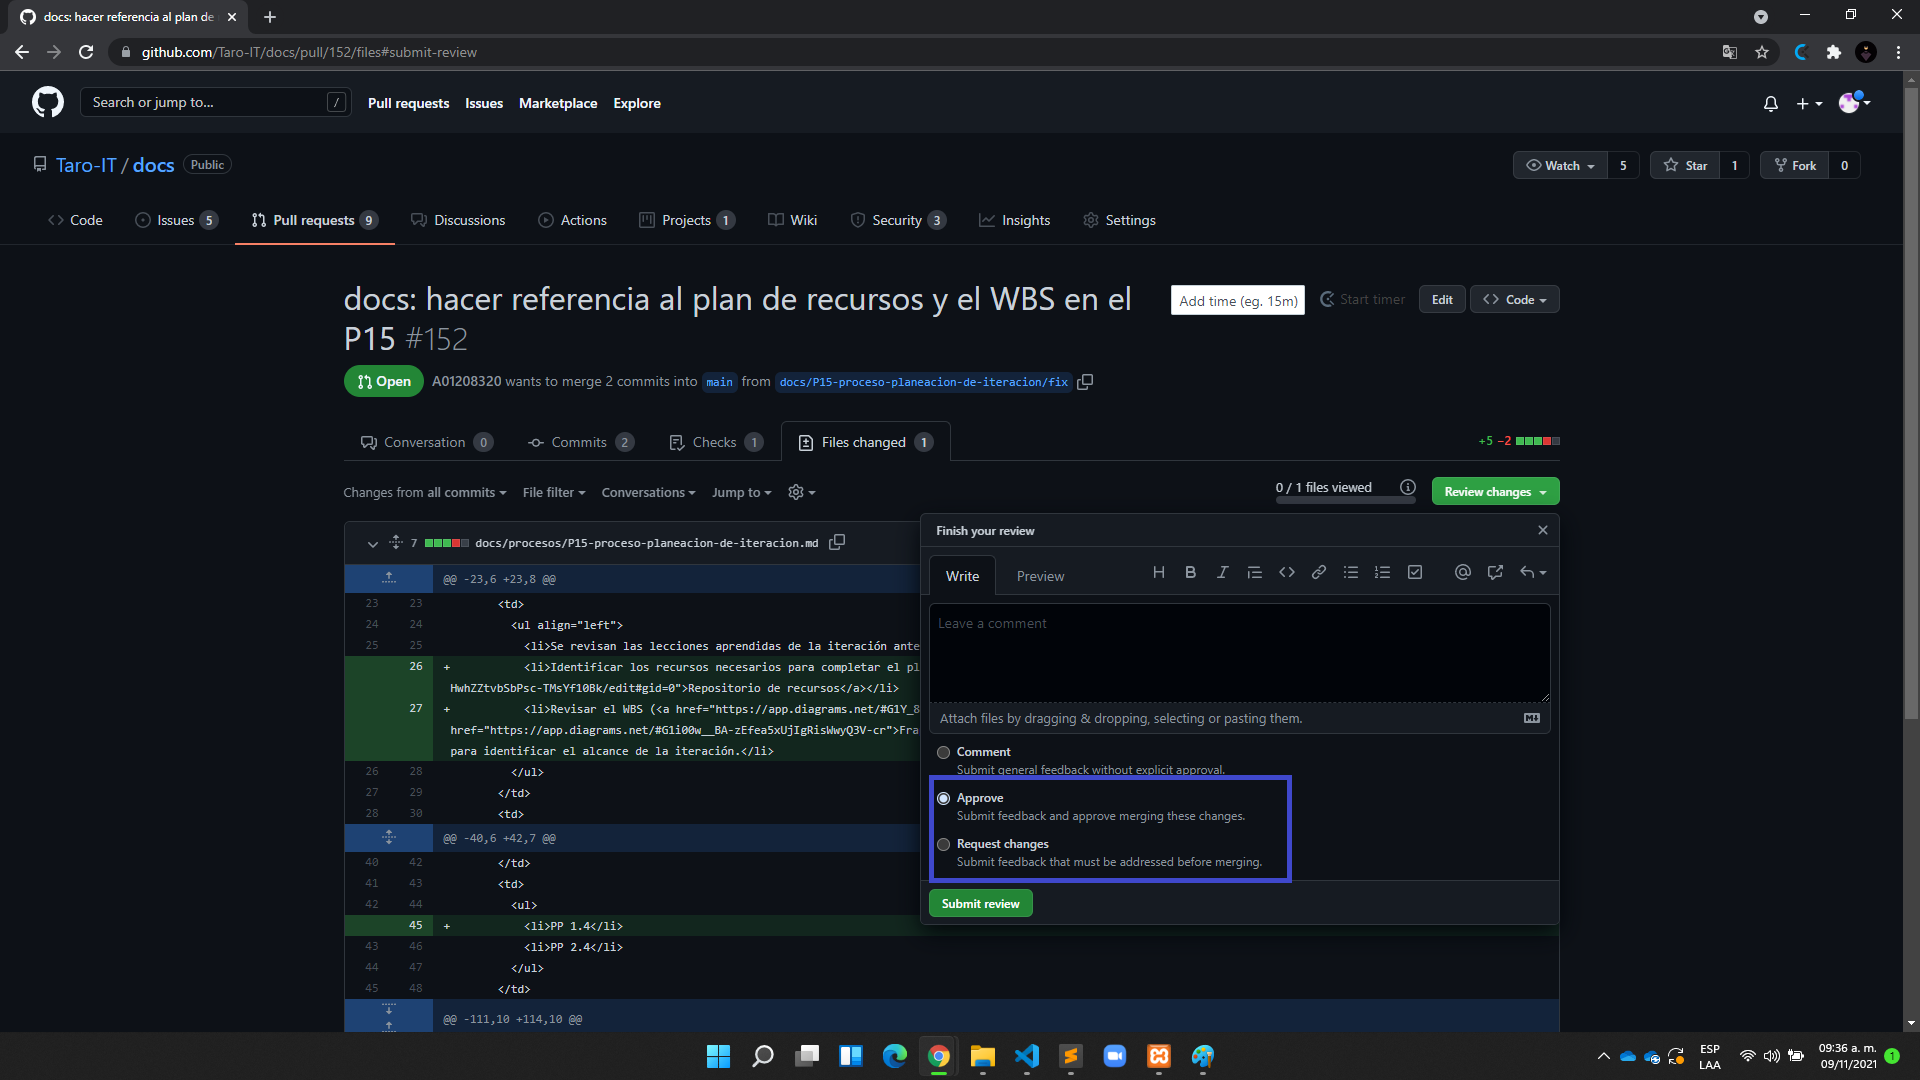 docs: hacer referencia al plan de
github.com/Taro-IT/docs/pull/152/files#submit-review
Search or jump to...
/
Pull requests
Issues
Marketplace
Explore
Taro-IT / docs
Public
Watch
5
Star
1
Fork
0
Code
Issues 5
Pull requests 9
Discussions
Actions
Projects 1
Wiki
Security 3
Insights
Settings
docs: hacer referencia al plan de recursos y el WBS en el
P15 #152
Add time (eg. 15m)
Start timer
Edit
Code
Open
A01208320 wants to merge 2 commits into main from docs/P15-proceso-planeacion-de-iteracion/fix
Conversation 0
Commits 2
Checks 1
Files changed 1
+5 −2
Changes from all commits
File filter
Conversations
Jump to
0 / 1 files viewed
Review changes
7 docs/procesos/P15-proceso-planeacion-de-iteracion.md
@@ -23,6 +23,8 @@
23 23 <td>
24 24 <ul align="left">
25 25 <li>Se revisan las lecciones aprendidas de la iteración ante
26 + <li>Identificar los recursos necesarios para completar el pl
HwhZZtvbSbPsc-TMsYf10Bk/edit#gid=0">Repositorio de recursos</a></li>
27 + <li>Revisar el WBS (<a href="https://app.diagrams.net/#G1Y_8
href="https://app.diagrams.net/#G1i00w__BA-zEfea5xUjIgRisWwyQ3V-cr">Fra
para identificar el alcance de la iteración.</li>
26 28 </ul>
27 29 </td>
28 30 <td>
@@ -40,6 +42,7 @@
40 42 </td>
41 43 <td>
42 44 <ul>
45 + <li>PP 1.4</li>
43 46 <li>PP 2.4</li>
44 47 </ul>
45 48 </td>
@@ -111,10 +114,10 @@
Finish your review
Write
Preview
Leave a comment
Attach files by dragging & dropping, selecting or pasting them.
Comment
Submit general feedback without explicit approval.
Approve
Submit feedback and approve merging these changes.
Request changes
Submit feedback that must be addressed before merging.
Submit review
ESP
LAA
09:36 a. m.
09/11/2021
1